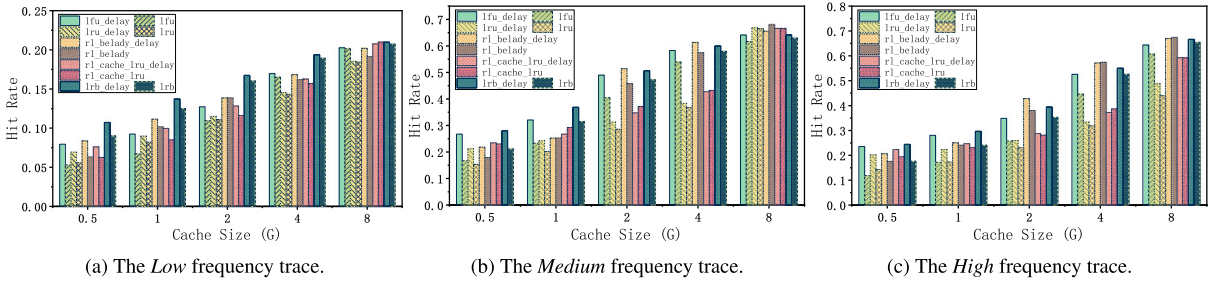 Hit Rate
0.25
0.20
0.15
0.10
0.05
0.00
lfu_delay lfu
lru_delay lru
rl_belady_delay
rl_belady
rl_cache_lru_delay
rl_cache_lru
lrb_delay lrb
0.5 1 2 4 8
Cache Size (G)
(a) The Low frequency trace.
Hit Rate
0.7
0.6
0.5
0.4
0.3
0.2
0.1
0.0
lfu_delay lfu
lru_delay lru
rl_belady_delay
rl_belady
rl_cache_lru_delay
rl_cache_lru
lrb_delay lrb
0.5 1 2 4 8
Cache Size (G)
(b) The Medium frequency trace.
Hit Rate
0.8
0.7
0.6
0.5
0.4
0.3
0.2
0.1
0.0
lfu_delay lfu
lru_delay lru
rl_belady_delay
rl_belady
rl_cache_lru_delay
rl_cache_lru
lrb_delay lrb
0.5 1 2 4 8
Cache Size (G)
(c) The High frequency trace.